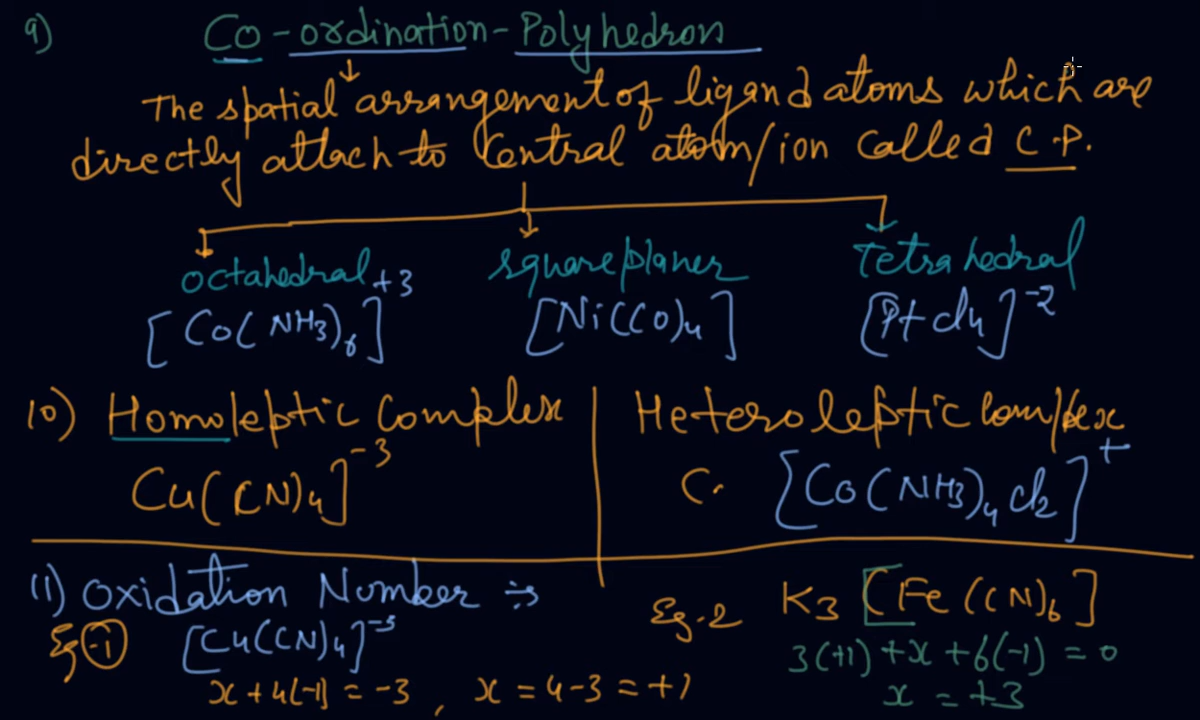 9) Co-ordination-Polyhedron
The spatial arrangement of ligand atoms which are
directly attach to Central atom/ion called C.P.
octahedral squareplaner Tetrahedral
[Co(NH3)6]+3 [Ni(CO)4] [Pt Cl4]-2
10) Homoleptic Complex Heteroleptic complex
Cu(CN)4]-3 C. [Co(NH3)4 Cl2]+
11) Oxidation Number ÷
Eg-1 [Cu(CN)4]-3 Eg.2 K3 [Fe(CN)6]
3(+1) + x + 6(-1) = 0
x + 4(-1) = -3 , x = 4-3 = +1 x = +3